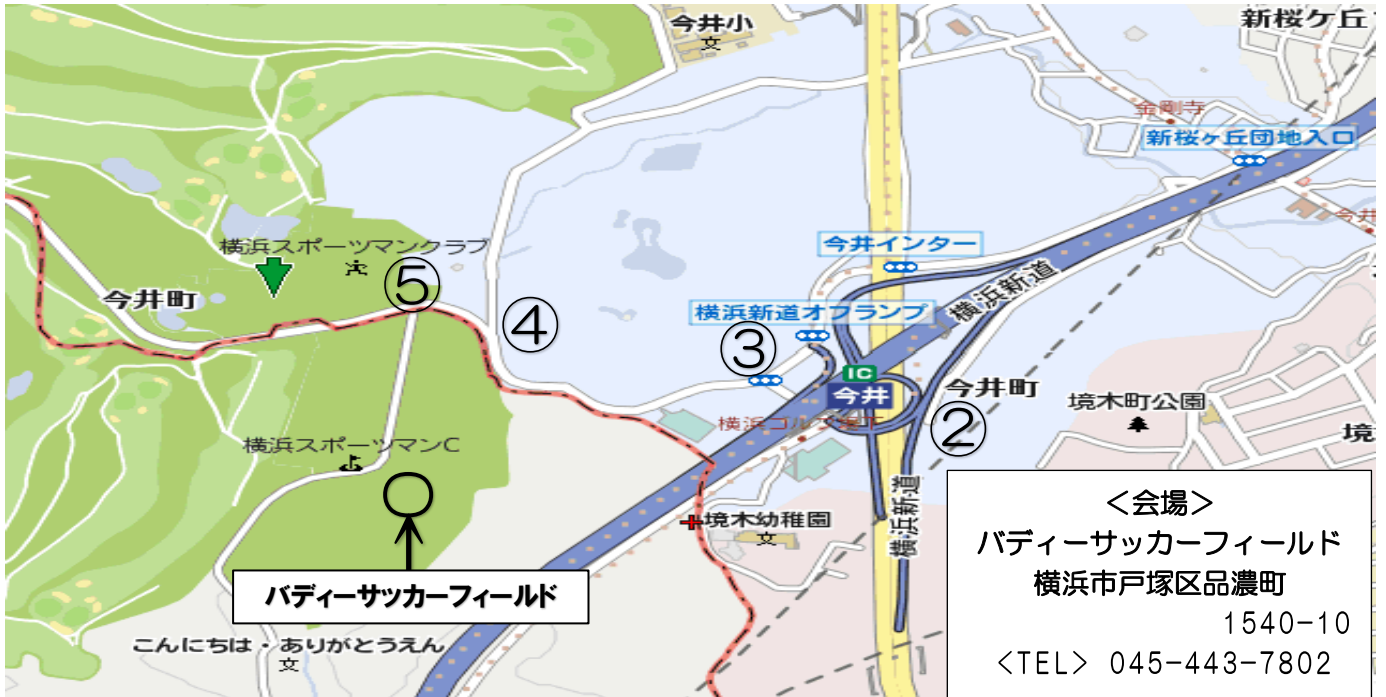 今井小
文
新桜ケ丘
金剛寺
新桜ヶ丘団地入口
今井
横浜スポーツマンクラブ
今井インター
今井町
⑤
横浜新道オフランプ
横浜新道
④
③
IC
今井
今井町
境木町公園
②
横浜ゴルフ
境
横浜スポーツマンC
横浜新道
境木幼稚園
文
バディーサッカーフィールド
こんにちは・ありがとうえん
文
<会場>
バディーサッカーフィールド
横浜市戸塚区品濃町
1540-10
<TEL> 045-443-7802